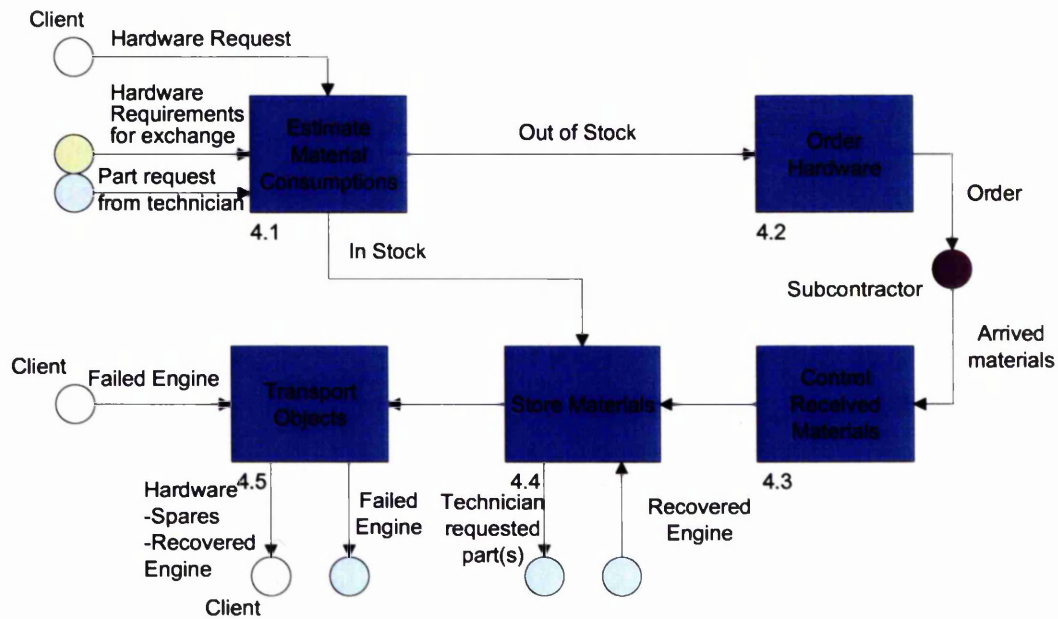 Client
Hardware Request
Hardware
Requirements
for exchange
Part request
from technician
Estimate
Material
Consumptions
4.1
Out of Stock
Order
Hardware
4.2
Order
In Stock
Subcontractor
Arrived
materials
Client
Failed Engine
Transport
Objects
4.5
Store Materials
4.4
Control
Received
Materials
4.3
Hardware
-Spares
-Recovered
Engine
Client
Failed
Engine
Technician
requested
part(s)
Recovered
Engine